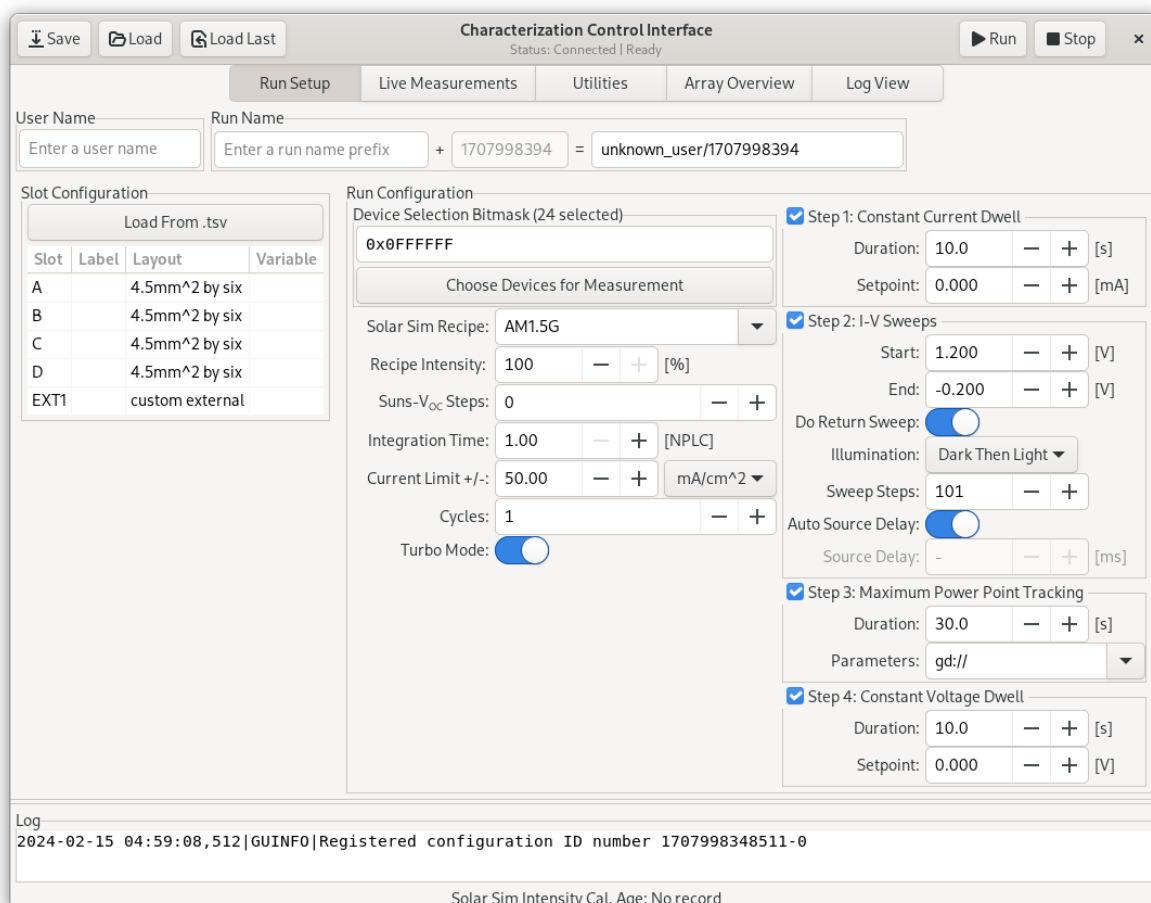 Save Load Load Last Characterization Control Interface Run Stop ×
Status: Connected | Ready
Run Setup Live Measurements Utilities Array Overview Log View
User Name Run Name
Enter a user name Enter a run name prefix + 1707998394 = unknown_user/1707998394
Slot Configuration
Load From .tsv
Slot Label Layout Variable
A 4.5mm^2 by six
B 4.5mm^2 by six
C 4.5mm^2 by six
D 4.5mm^2 by six
EXT1 custom external
Run Configuration
Device Selection Bitmask (24 selected)
0x0FFFFFF
Choose Devices for Measurement
Solar Sim Recipe: AM1.5G
Recipe Intensity: 100 — + [%]
Suns-VOC Steps: 0 — +
Integration Time: 1.00 — + [NPLC]
Current Limit +/-: 50.00 — + mA/cm^2
Cycles: 1 — +
Turbo Mode:
Step 1: Constant Current Dwell
Duration: 10.0 — + [s]
Setpoint: 0.000 — + [mA]
Step 2: I-V Sweeps
Start: 1.200 — + [V]
End: -0.200 — + [V]
Do Return Sweep:
Illumination: Dark Then Light
Sweep Steps: 101 — +
Auto Source Delay:
Source Delay: - — + [ms]
Step 3: Maximum Power Point Tracking
Duration: 30.0 — + [s]
Parameters: gd://
Step 4: Constant Voltage Dwell
Duration: 10.0 — + [s]
Setpoint: 0.000 — + [V]
Log
2024-02-15 04:59:08,512|GUINFO|Registered configuration ID number 1707998348511-0
Solar Sim Intensity Cal. Age: No record